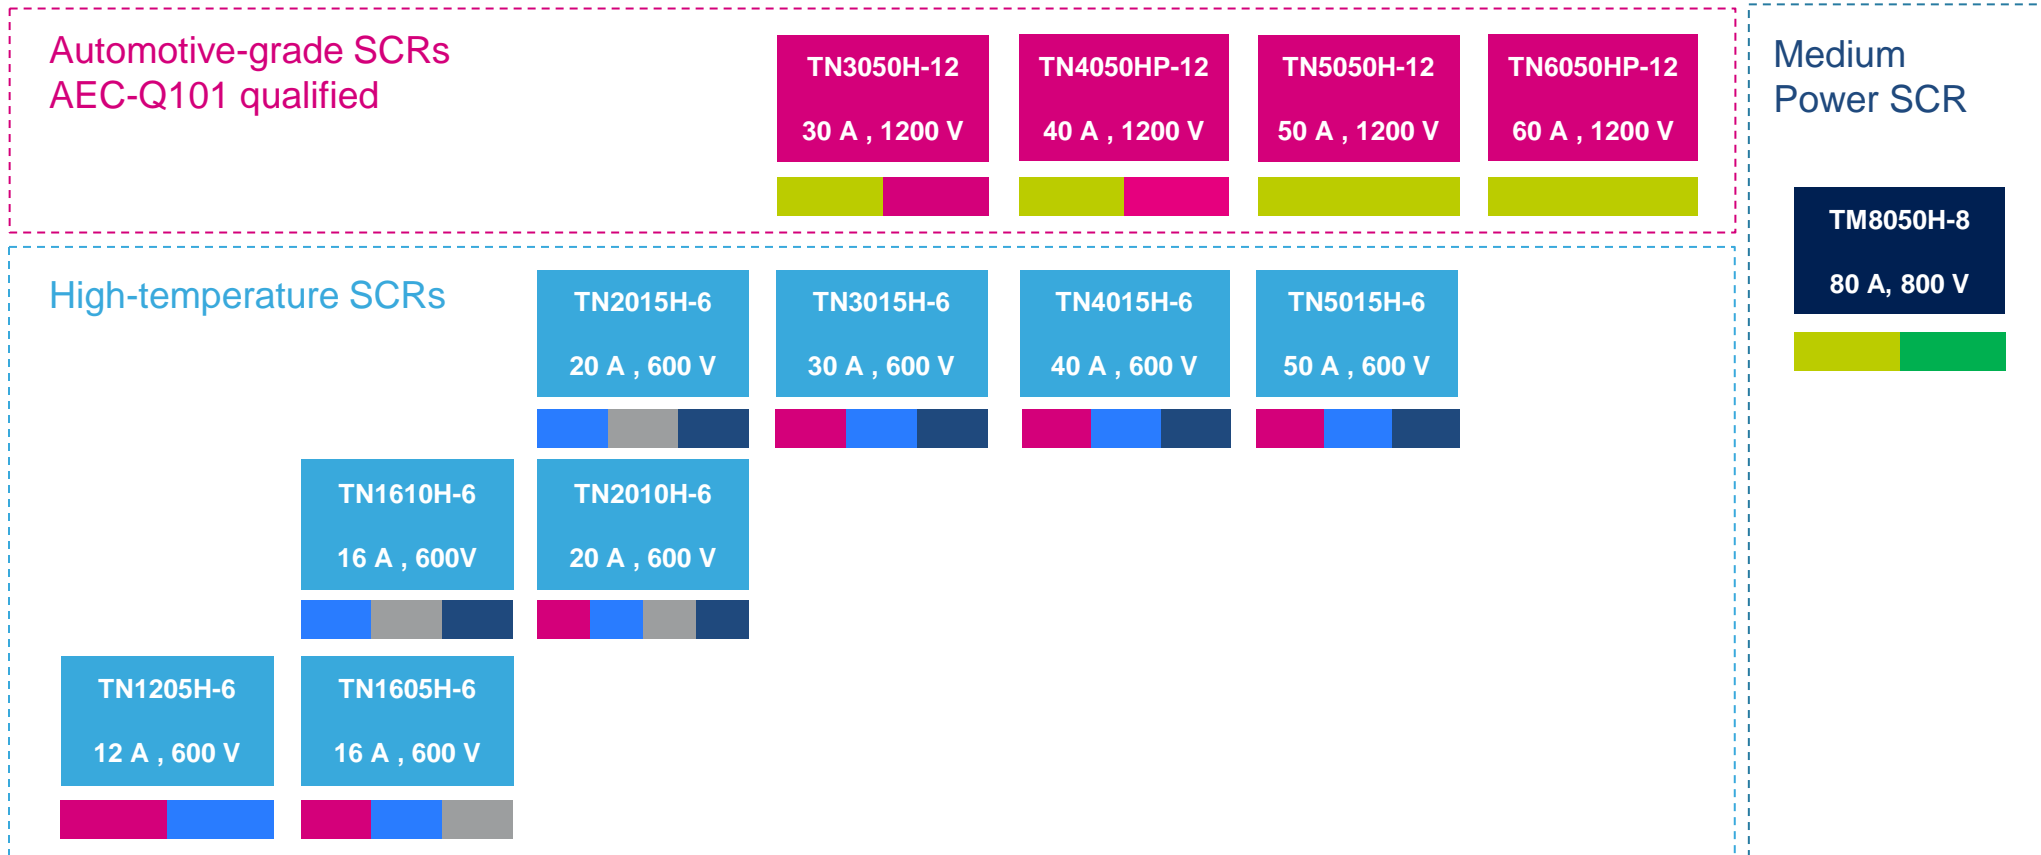 Automotive-grade SCRs
AEC-Q101 qualified
TN3050H-12
30 A , 1200 V
TN4050HP-12
40 A , 1200 V
TN5050H-12
50 A , 1200 V
TN6050HP-12
60 A , 1200 V
Medium
Power SCR
TM8050H-8
80 A, 800 V
High-temperature SCRs
TN2015H-6
20 A , 600 V
TN3015H-6
30 A , 600 V
TN4015H-6
40 A , 600 V
TN5015H-6
50 A , 600 V
TN1610H-6
16 A , 600V
TN2010H-6
20 A , 600 V
TN1205H-6
12 A , 600 V
TN1605H-6
16 A , 600 V